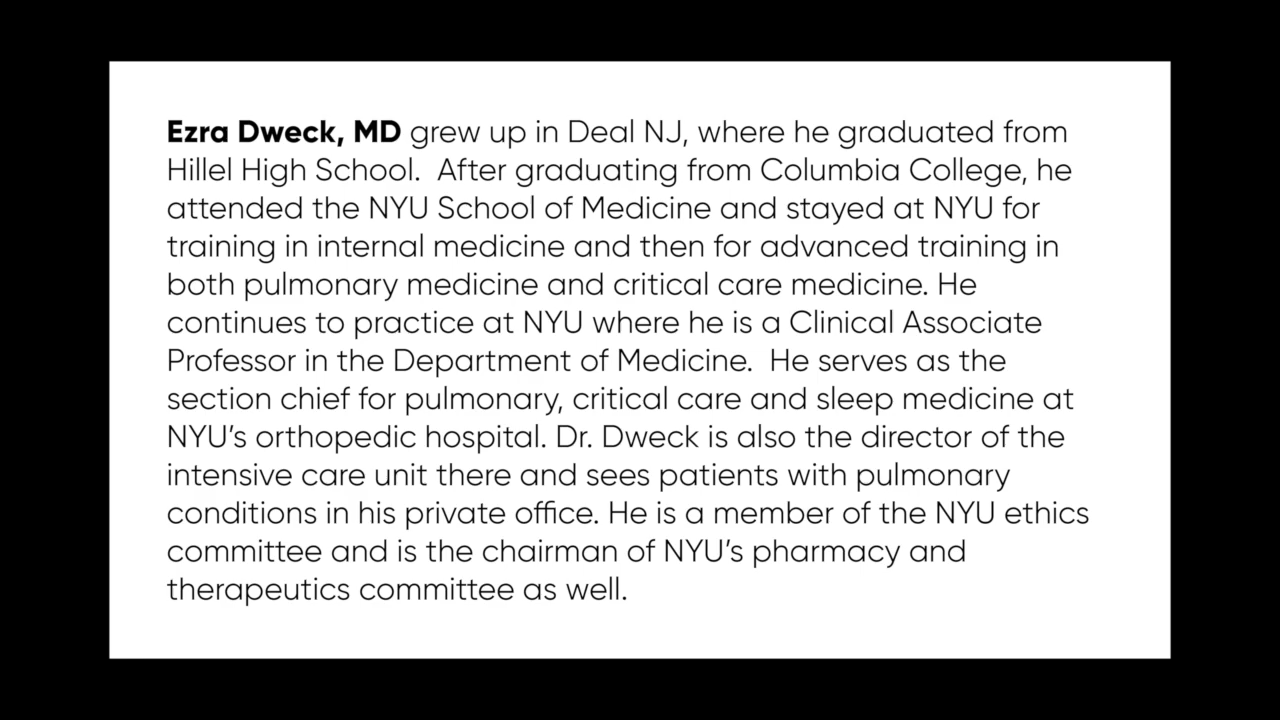 Ezra Dweck, MD grew up in Deal NJ, where he graduated from
Hillel High School.  After graduating from Columbia College, he
attended the NYU School of Medicine and stayed at NYU for
training in internal medicine and then for advanced training in
both pulmonary medicine and critical care medicine. He
continues to practice at NYU where he is a Clinical Associate
Professor in the Department of Medicine.  He serves as the
section chief for pulmonary, critical care and sleep medicine at
NYU’s orthopedic hospital. Dr. Dweck is also the director of the
intensive care unit there and sees patients with pulmonary
conditions in his private office. He is a member of the NYU ethics
committee and is the chairman of NYU’s pharmacy and
therapeutics committee as well.